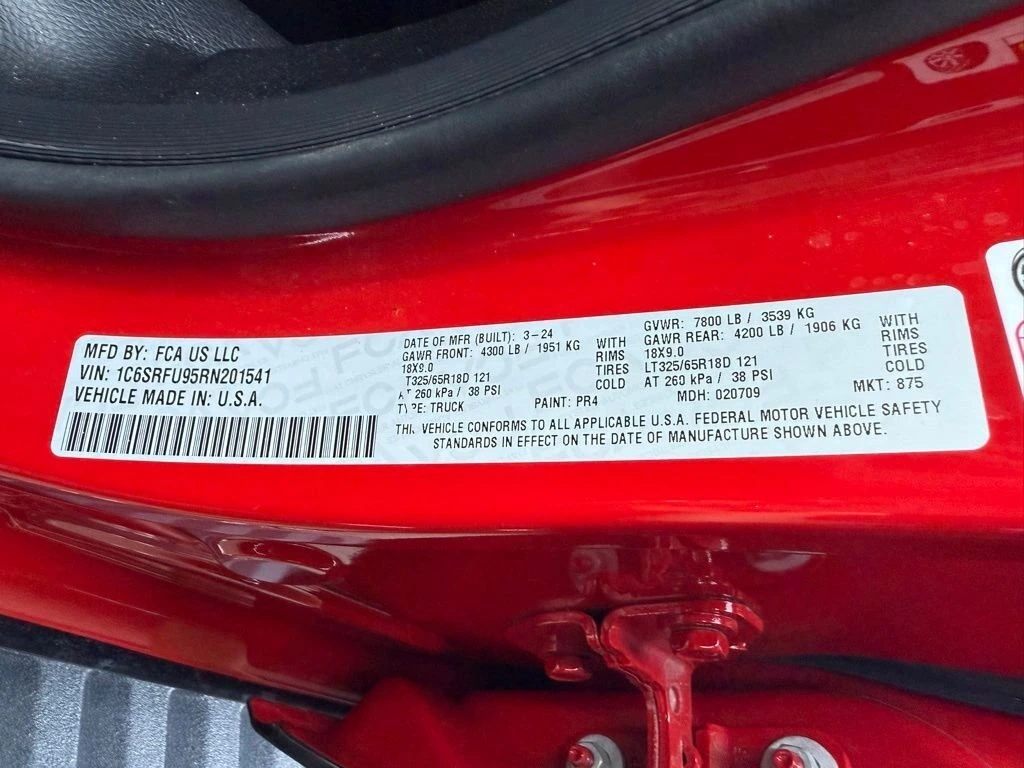 MFD BY: FCA US LLC
VIN: 1C6SRFU95RN201541
VEHICLE MADE IN: U.S.A.
DATE OF MFR (BUILT): 3-24
GAWR FRONT: 4300 LB / 1951 KG WITH
18X9.0 RIMS
LT325/65R18D 121 TIRES
AT 260 kPa / 38 PSI COLD
TYPE: TRUCK
GVWR: 7800 LB / 3539 KG
GAWR REAR: 4200 LB / 1906 KG WITH
18X9.0 RIMS
LT325/65R18D 121 TIRES
AT 260 kPa / 38 PSI COLD
PAINT: PR4 MDH: 020709 MKT: 875
THIS VEHICLE CONFORMS TO ALL APPLICABLE U.S.A. FEDERAL MOTOR VEHICLE SAFETY
STANDARDS IN EFFECT ON THE DATE OF MANUFACTURE SHOWN ABOVE.